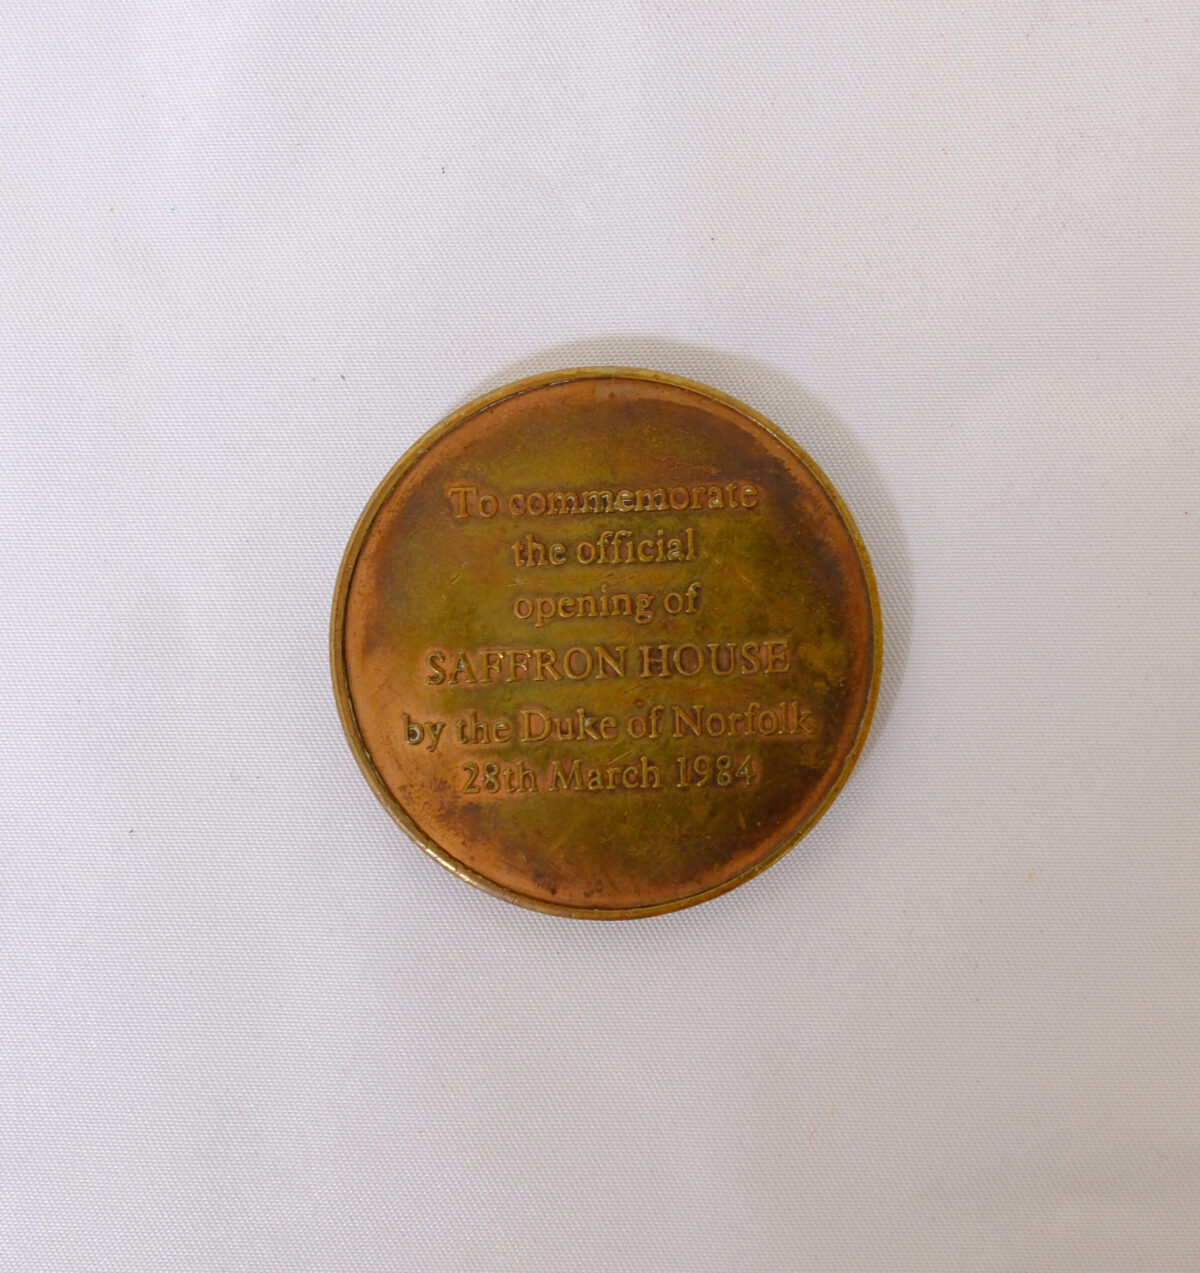 To commemorate
the official
opening of
SAFFRON HOUSE
by the Duke of Norfolk
28th March 1984